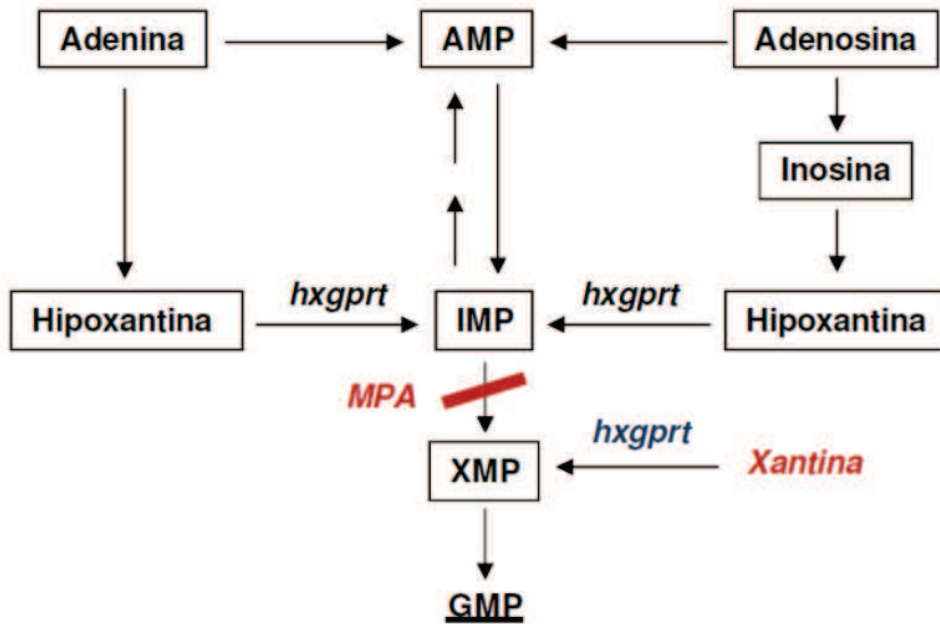 Adenina
AMP
Adenosina
Inosina
Hipoxantina
hxgprt
IMP
hxgprt
Hipoxantina
MPA
hxgprt
XMP
Xantina
GMP